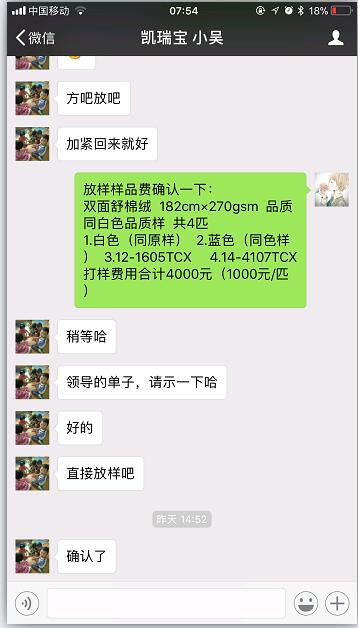 中国移动
07:54
18%
微信
凯瑞宝 小吴
方吧放吧
加紧回来就好
放样样品费确认一下：
双面舒棉绒 182cm×270gsm 品质
同白色品质样 共4匹
1.白色（同原样） 2.蓝色（同色样
） 3.12-1605TCX 4.14-4107TCX
打样费用合计4000元（1000元/匹
）
稍等哈
领导的单子，请示一下哈
好的
直接放样吧
昨天 14:52
确认了